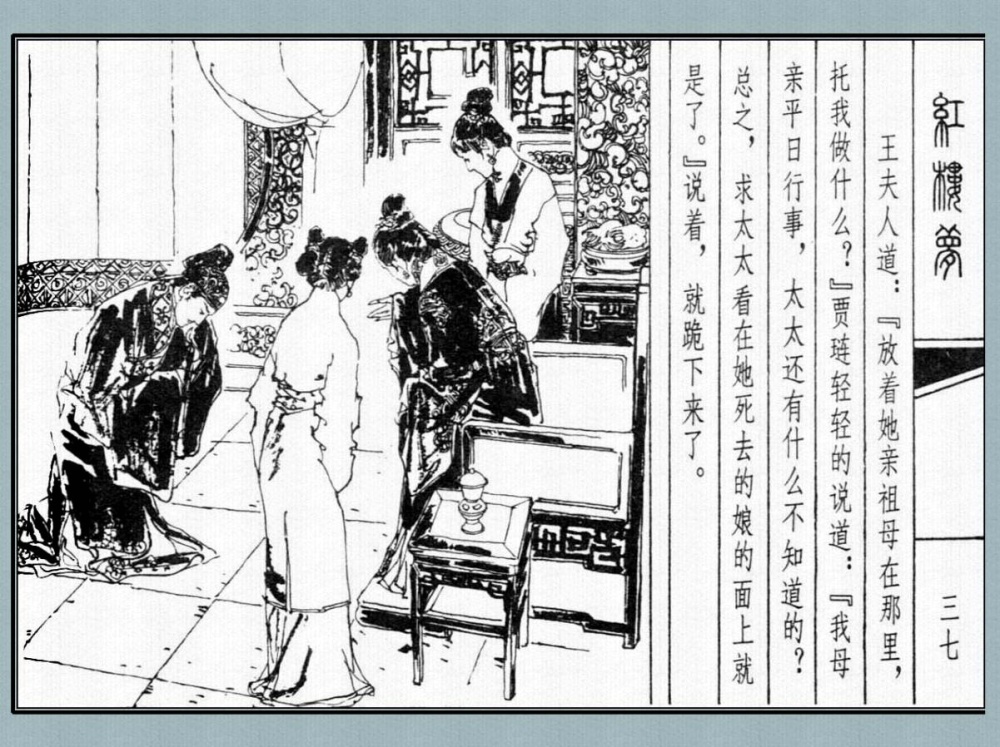 紅樓夢
三七
王夫人道：『放着她亲祖母在那里，
托我做什么？』贾琏轻轻的说道：『我母
亲平日行事，太太还有什么不知道的？
总之，求太太看在她死去的娘的面上就
是了。』说着，就跪下来了。